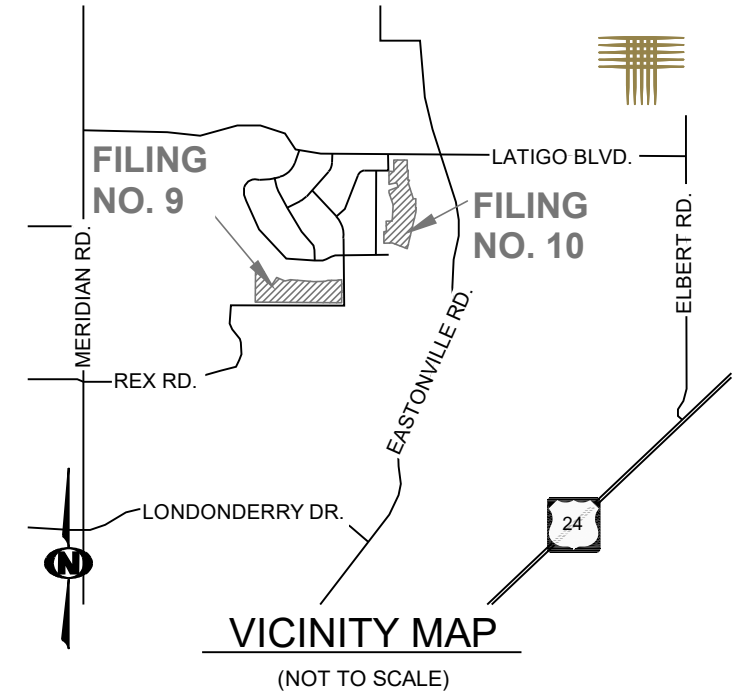 LATIGO BLVD.
FILING
NO. 9
FILING
NO. 10
MERIDIAN RD.
ELBERT RD.
EASTONVILLE RD.
REX RD.
LONDONDERRY DR.
24
N
VICINITY MAP
(NOT TO SCALE)